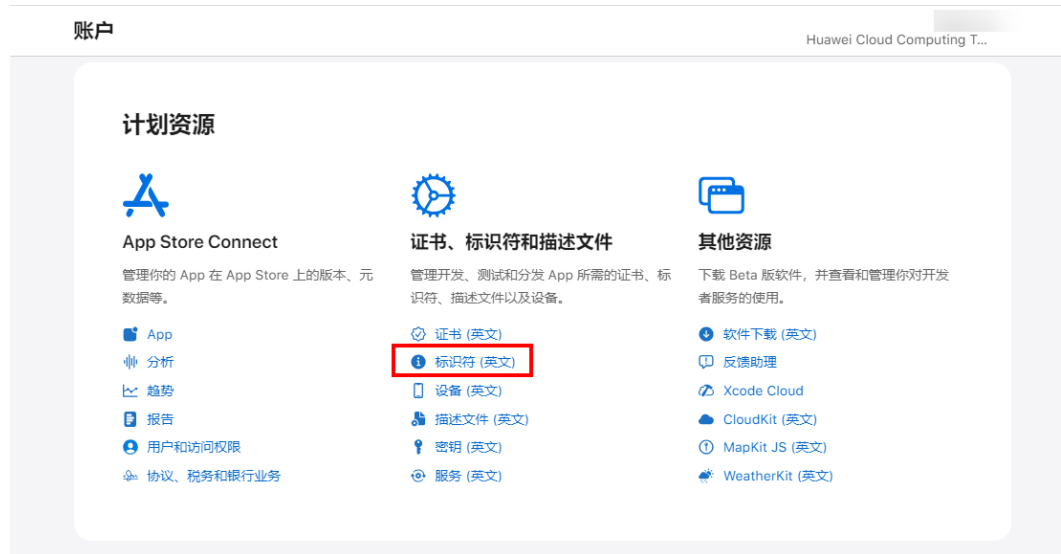 账户
Huawei Cloud Computing T...
计划资源
App Store Connect
管理你的 App 在 App Store 上的版本、元
数据等。
App
分析
趋势
报告
用户和访问权限
协议、税务和银行业务
证书、标识符和描述文件
管理开发、测试和分发 App 所需的证书、标
识符、描述文件以及设备。
证书 (英文)
标识符 (英文)
设备 (英文)
描述文件 (英文)
密钥 (英文)
服务 (英文)
其他资源
下载 Beta 版软件，并查看和管理你对开发
者服务的使用。
软件下载 (英文)
反馈助理
Xcode Cloud
CloudKit (英文)
MapKit JS (英文)
WeatherKit (英文)